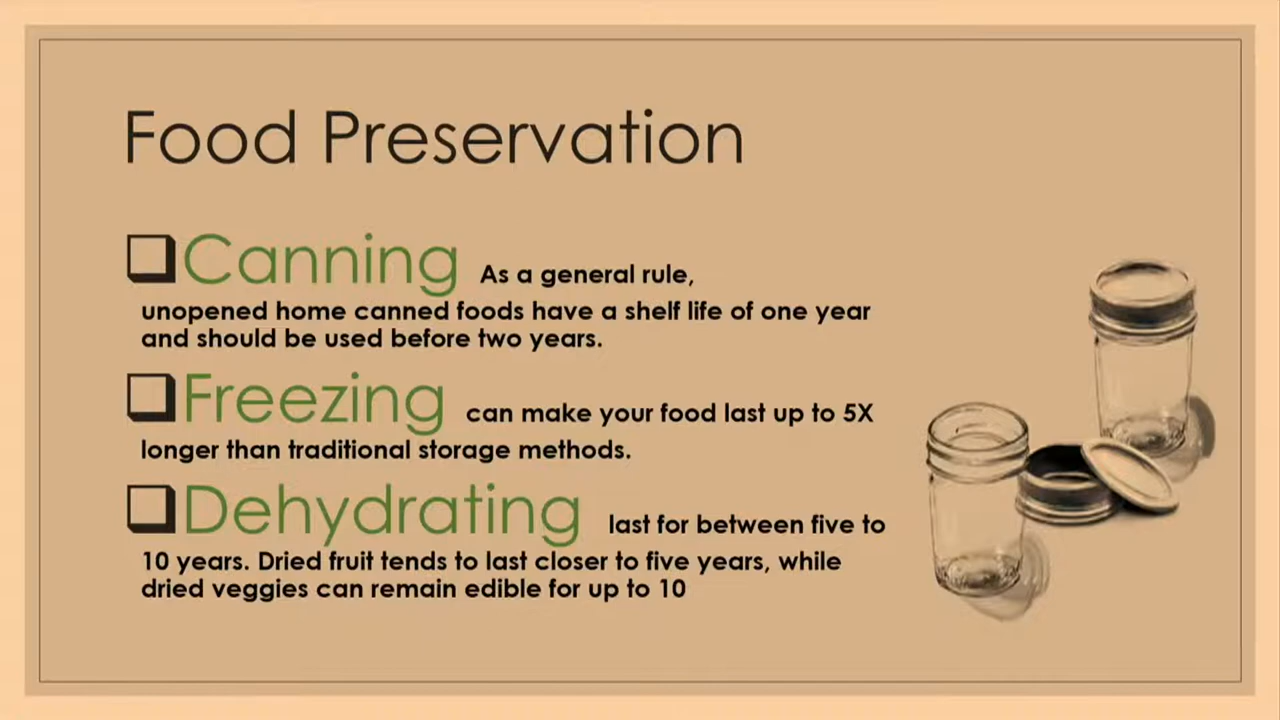 Food Preservation
Canning As a general rule,
unopened home canned foods have a shelf life of one year
and should be used before two years.
Freezing can make your food last up to 5X
longer than traditional storage methods.
Dehydrating last for between five to
10 years. Dried fruit tends to last closer to five years, while
dried veggies can remain edible for up to 10